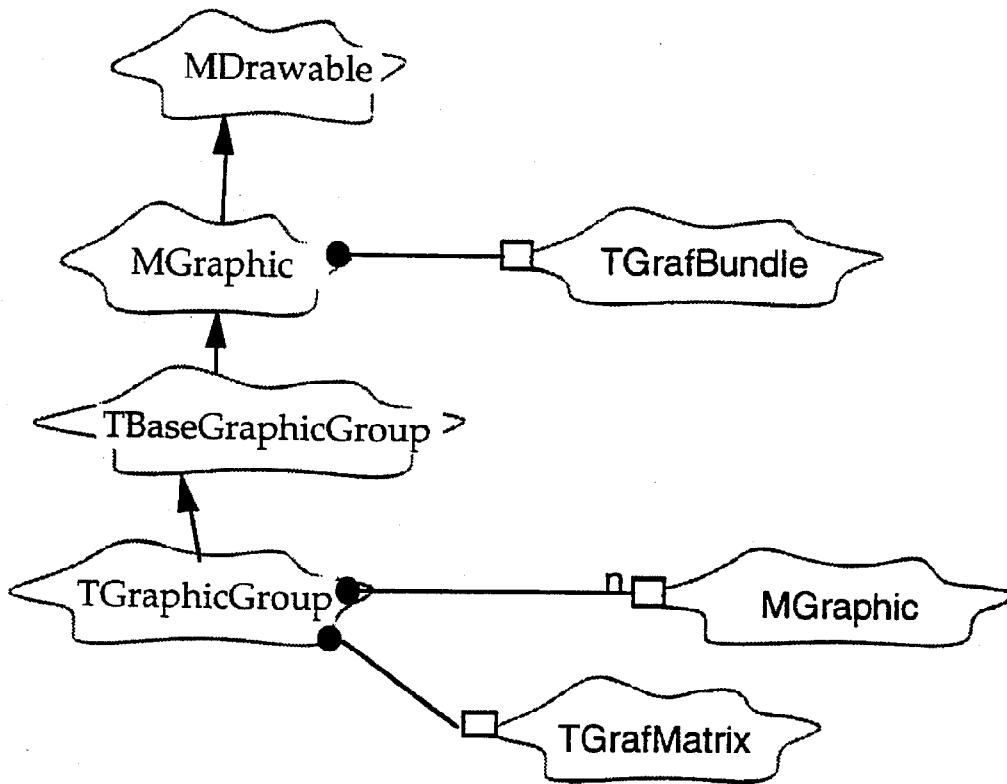 MDrawable
MGraphic
TGrafBundle
TBaseGraphicGroup
TGraphicGroup
n
MGraphic
TGrafMatrix